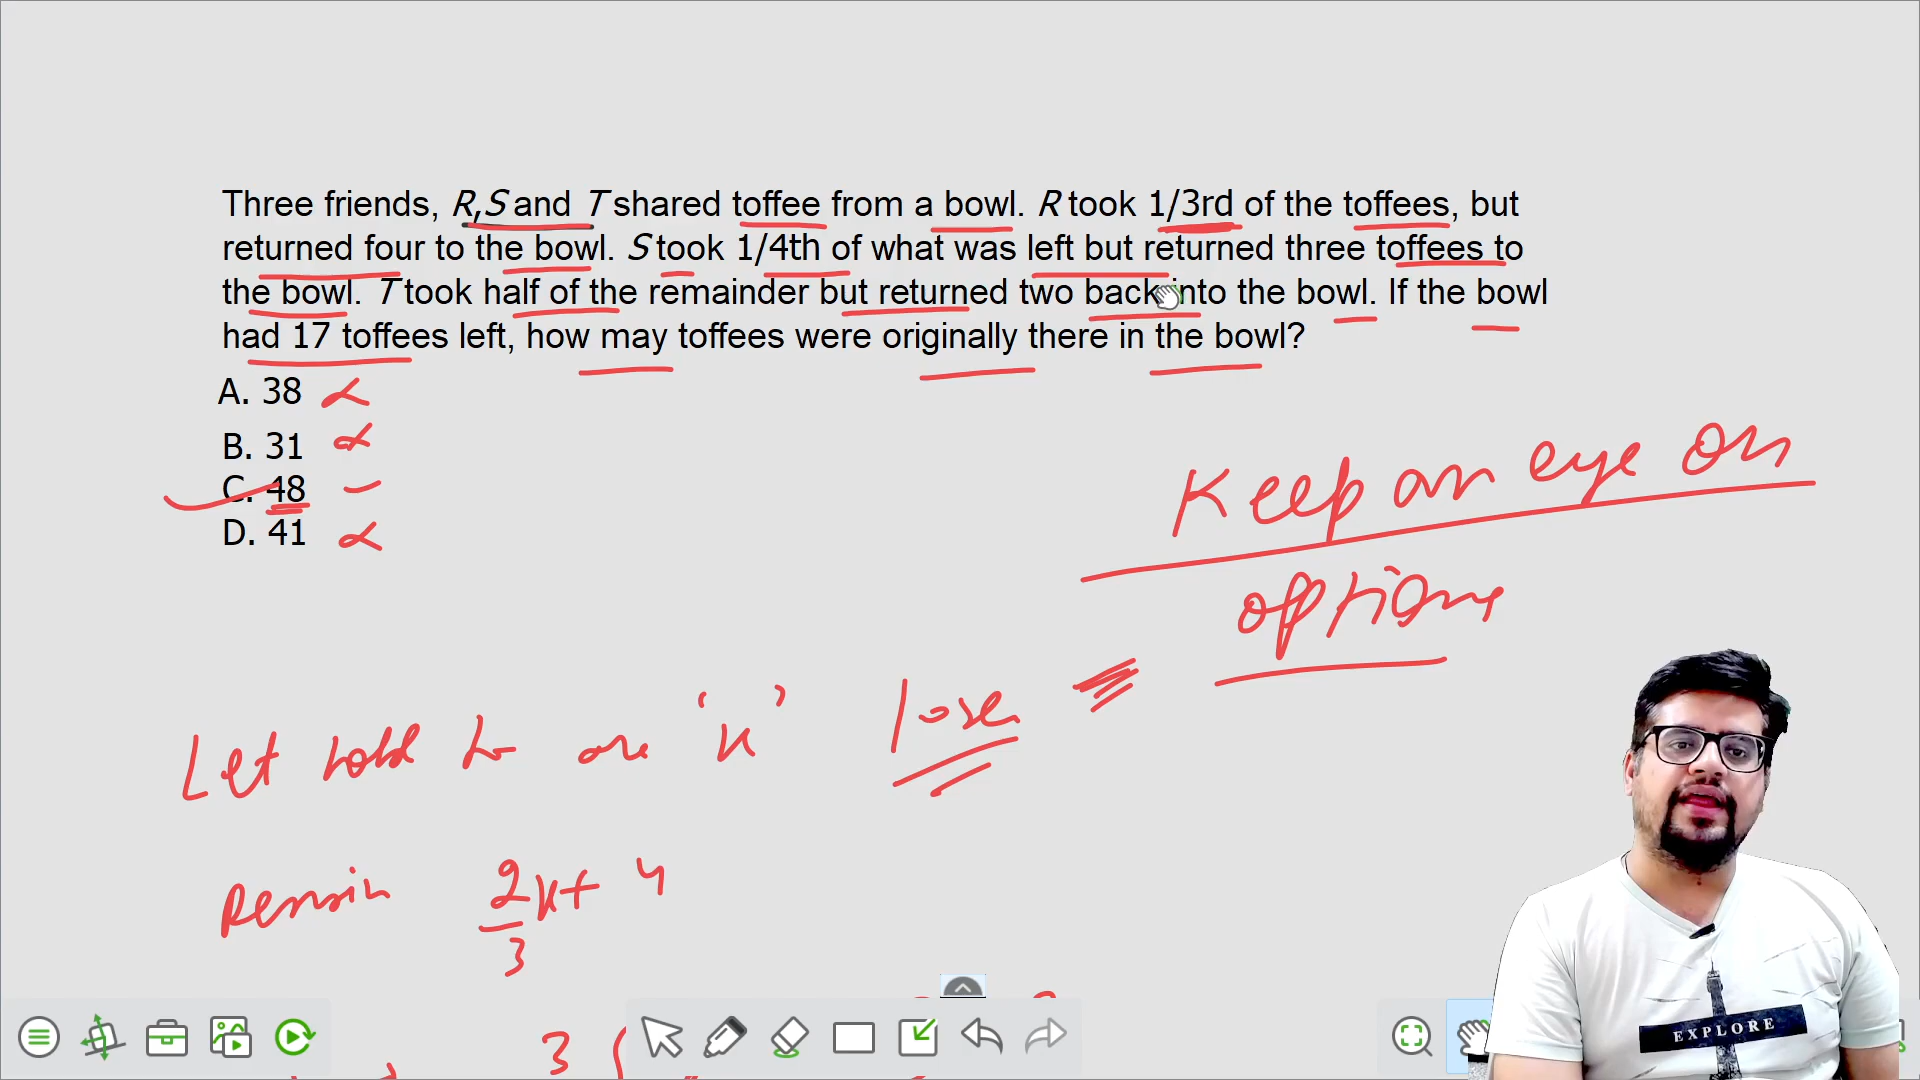 Three friends, R,S and T shared toffee from a bowl. R took 1/3rd of the toffees, but
returned four to the bowl. S took 1/4th of what was left but returned three toffees to
the bowl. T took half of the remainder but returned two back into the bowl. If the bowl
had 17 toffees left, how may toffees were originally there in the bowl?
A. 38
B. 31
C. 48
D. 41
Keep an eye on
options
Let total are 'x'
Remain 2/3 x + 4
3 (
EXPLORE